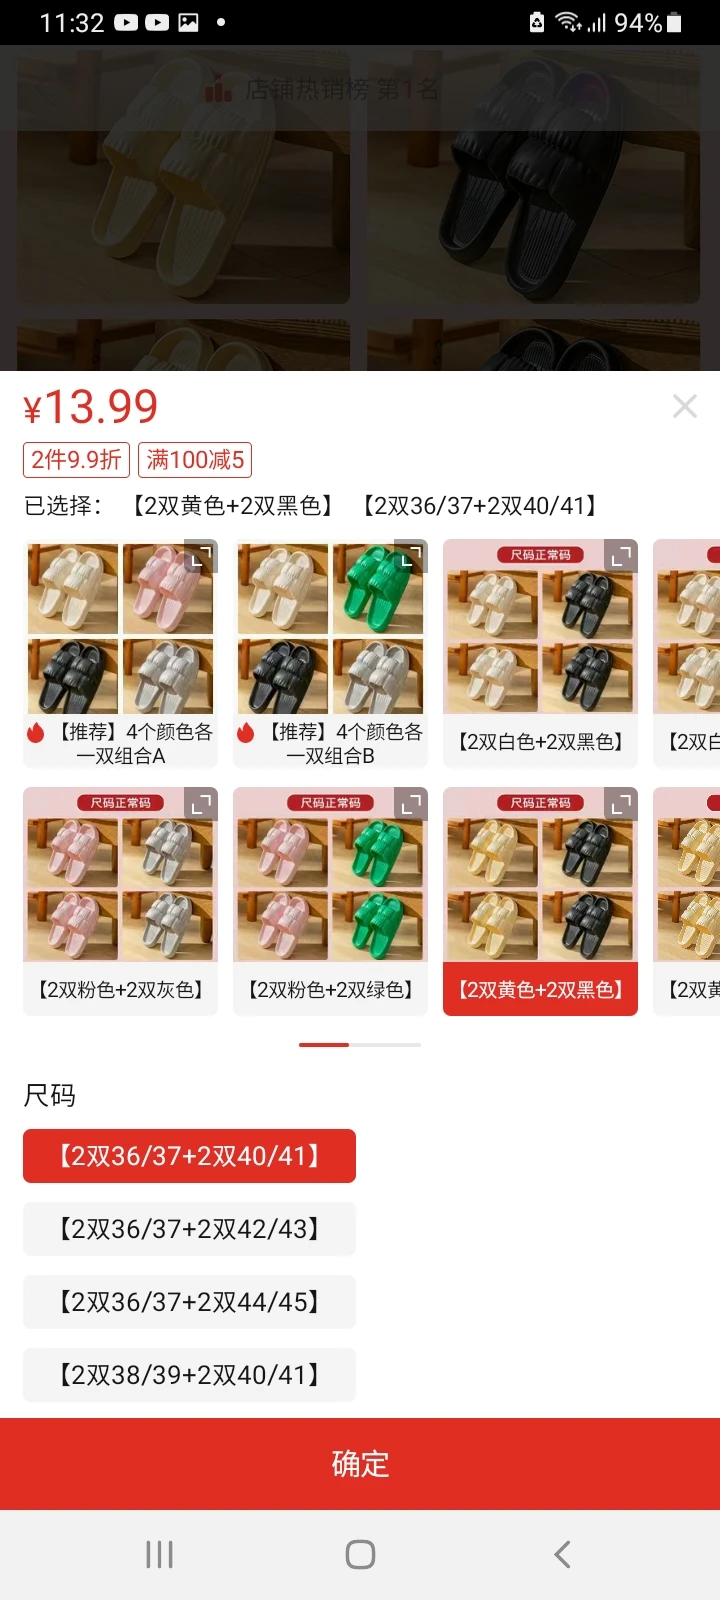 11:32
94%
店铺热销榜 第1名
¥13.99
2件9.9折 满100减5
已选择: 【2双黄色+2双黑色】 【2双36/37+2双40/41】
尺码正常码
【推荐】4个颜色各一双组合A
【推荐】4个颜色各一双组合B
【2双白色+2双黑色】
【2双白
尺码正常码
尺码正常码
尺码正常码
【2双粉色+2双灰色】
【2双粉色+2双绿色】
【2双黄色+2双黑色】
【2双黄
尺码
【2双36/37+2双40/41】
【2双36/37+2双42/43】
【2双36/37+2双44/45】
【2双38/39+2双40/41】
确定